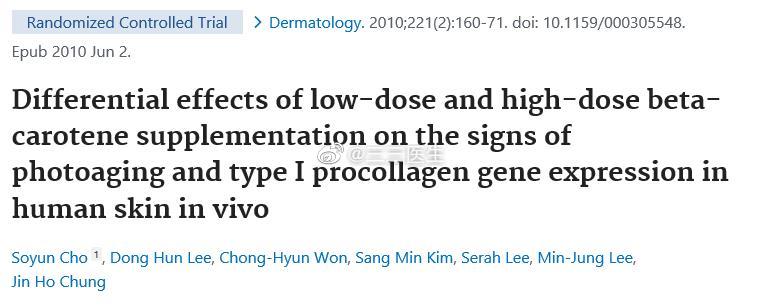 Randomized Controlled Trial > Dermatology. 2010;221(2):160-71. doi: 10.1159/000305548.
Epub 2010 Jun 2.
Differential effects of low-dose and high-dose beta-
carotene supplementation on the signs of
photoaging and type I procollagen gene expression in
human skin in vivo
@三三医生
Soyun Cho 1, Dong Hun Lee, Chong-Hyun Won, Sang Min Kim, Serah Lee, Min-Jung Lee,
Jin Ho Chung